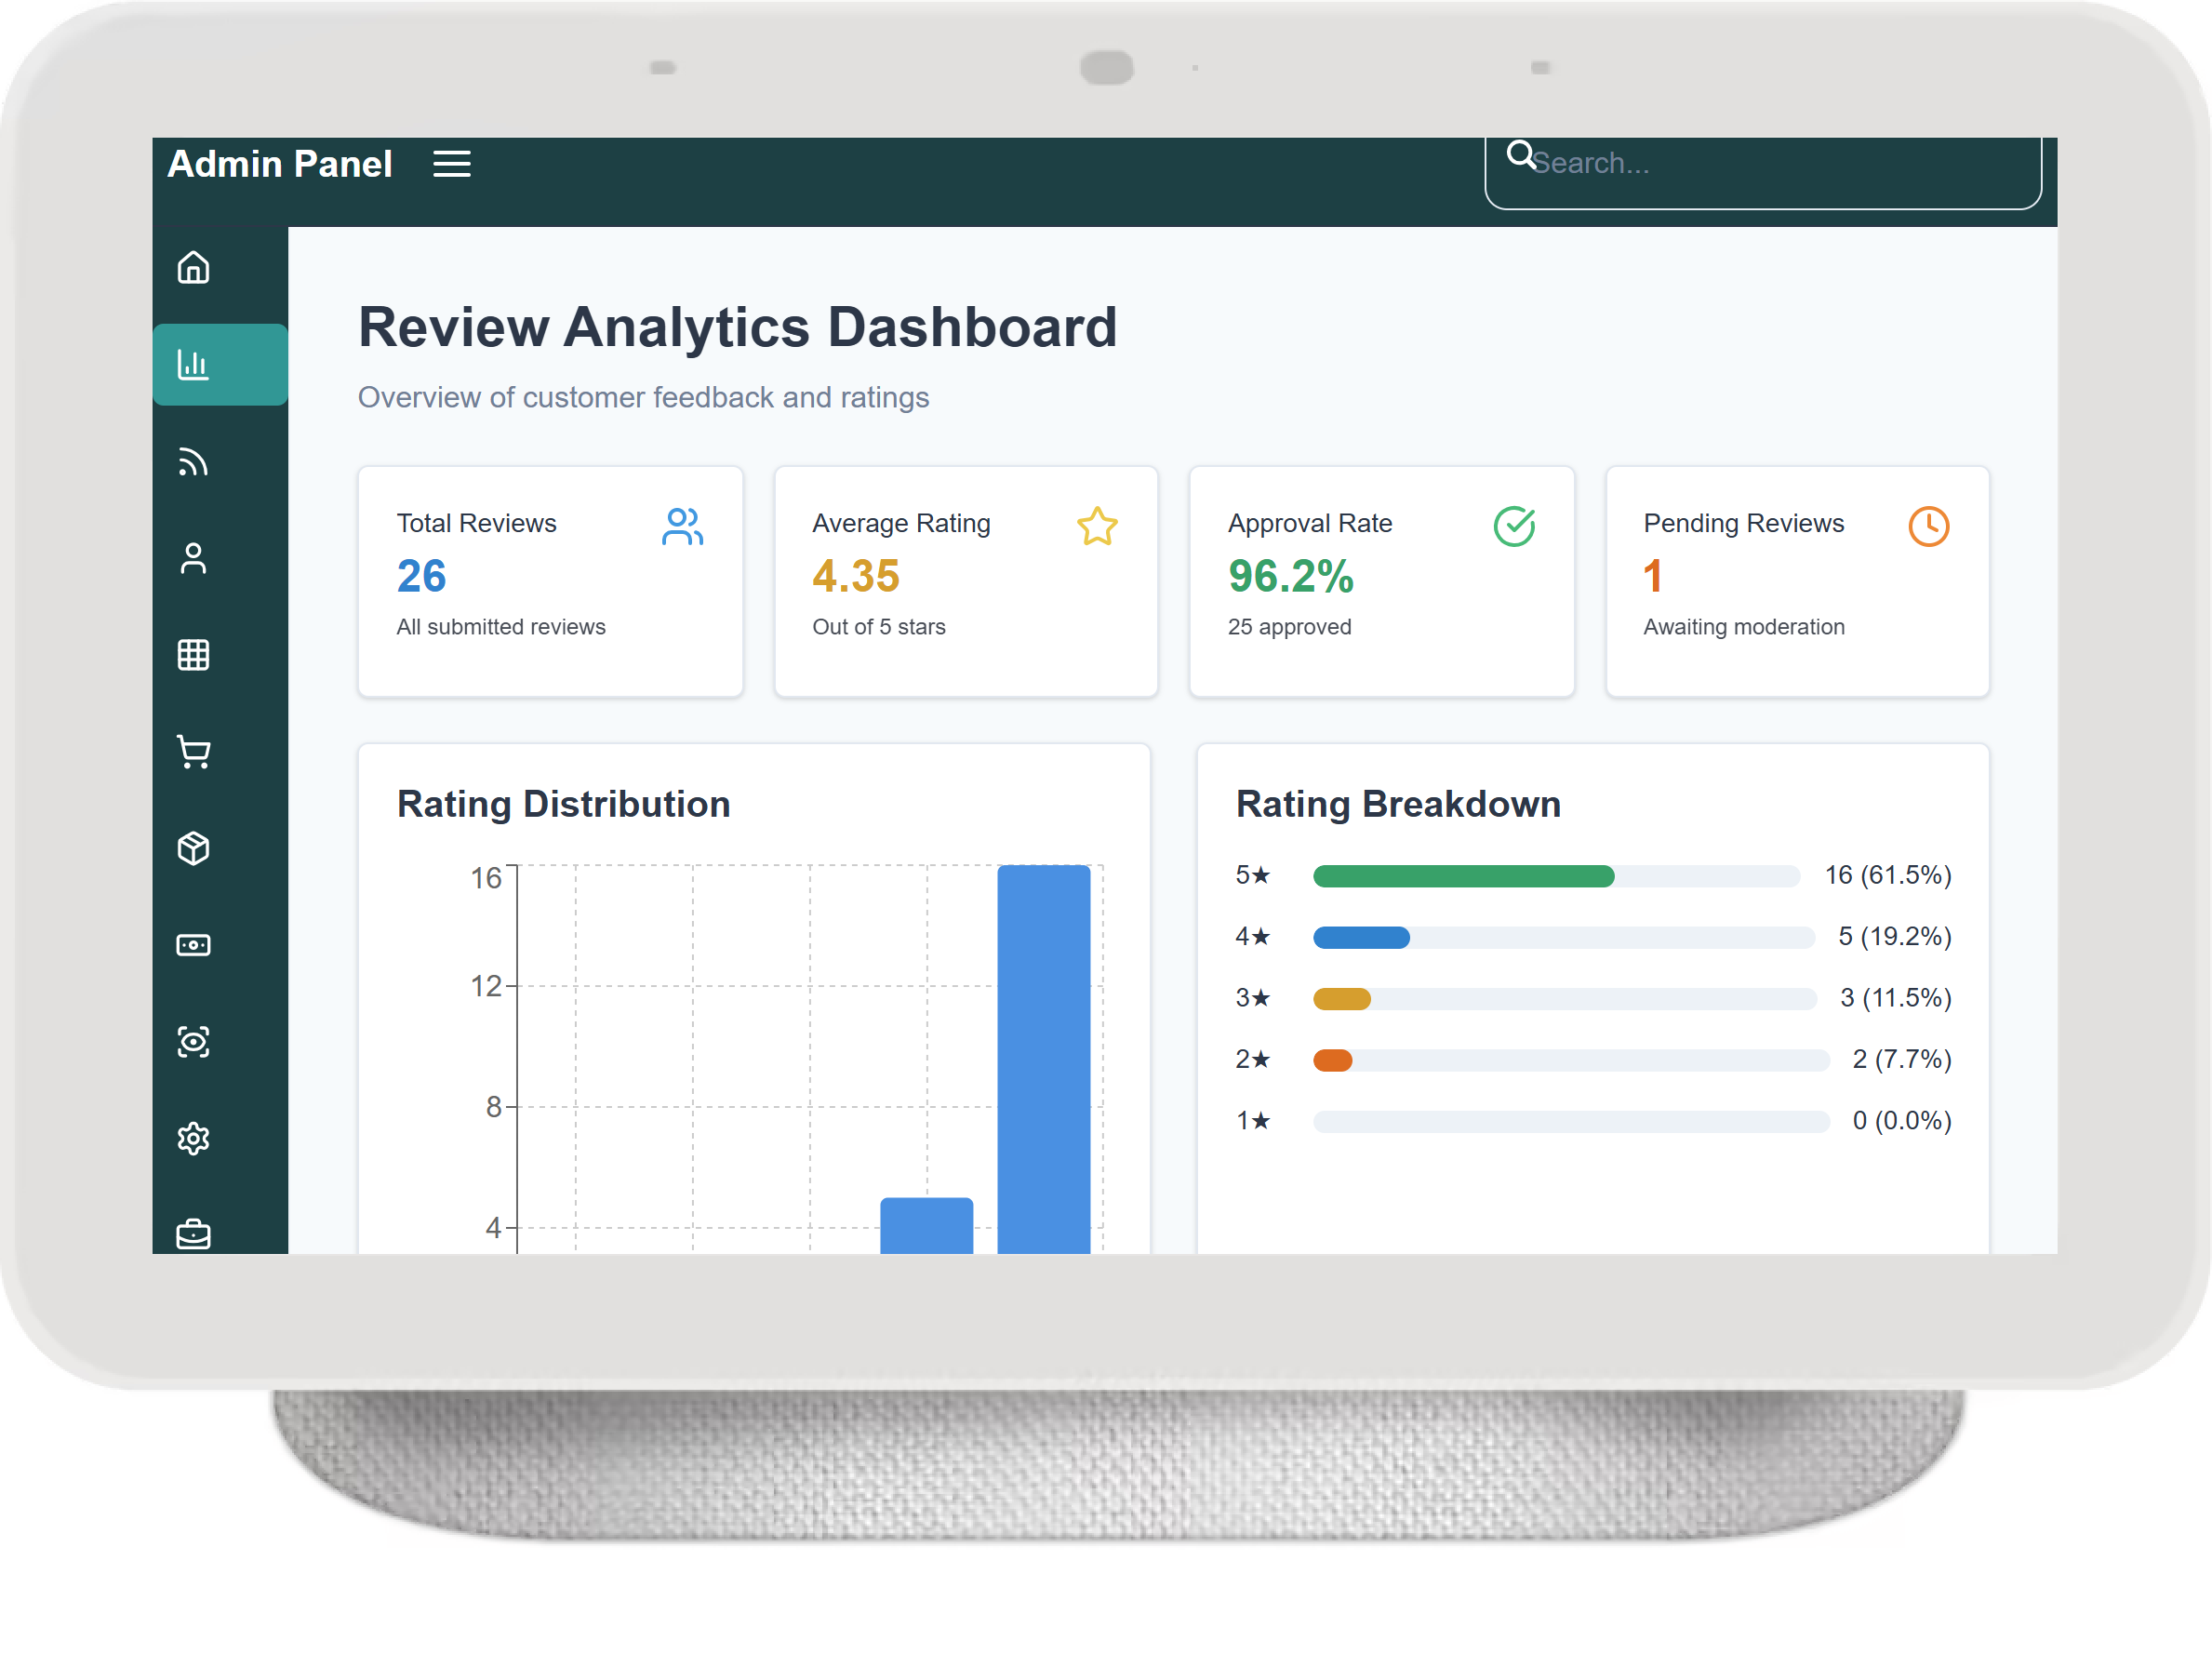 Admin Panel
Search...
Review Analytics Dashboard
Overview of customer feedback and ratings
Total Reviews
26
All submitted reviews
Average Rating
4.35
Out of 5 stars
Approval Rate
96.2%
25 approved
Pending Reviews
1
Awaiting moderation
Rating Distribution
16
12
8
4
Rating Breakdown
5★ 16 (61.5%)
4★ 5 (19.2%)
3★ 3 (11.5%)
2★ 2 (7.7%)
1★ 0 (0.0%)